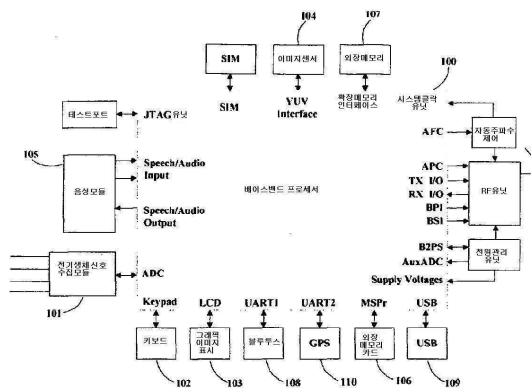 104
107
SIM
이미지센서
외장메모리
100
SIM
YUV
Interface
확장메모리
인터페이스
시스템클락
유닛
테스트포트
JTAG유닛
AFC
자동주파수
제어
105
음성모듈
Speech/Audio
Input
Speech/Audio
Output
베이스밴드 프로세서
APC
TX I/O
RX I/O
BPI
BSI
RF유닛
전기생체신호
수집모듈
101
ADC
B2PS
AuxADC
Supply Voltages
전원관리
유닛
Keypad
LCD
UART1
UART2
MSPr
USB
키보드
그래픽
이미지
표시
블루투스
GPS
외장
메모리
카드
USB
102
103
108
110
106
109